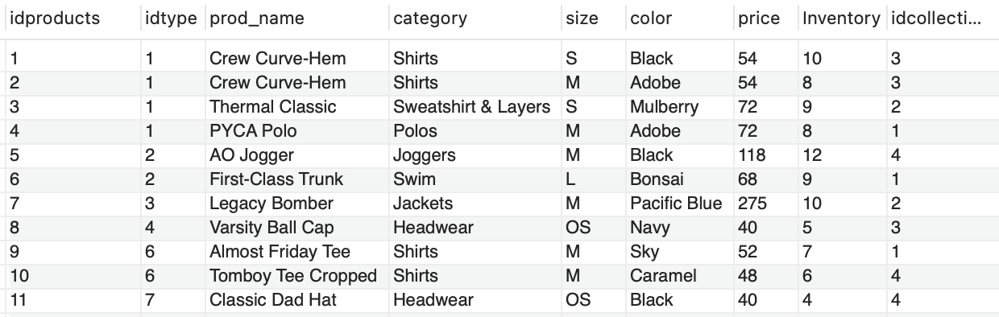 idproducts idtype prod_name category size color price Inventory idcollecti...
1 1 Crew Curve-Hem Shirts S Black 54 10 3
2 1 Crew Curve-Hem Shirts M Adobe 54 8 3
3 1 Thermal Classic Sweatshirt & Layers S Mulberry 72 9 2
4 1 PYCA Polo Polos M Adobe 72 8 1
5 2 AO Jogger Joggers M Black 118 12 4
6 2 First-Class Trunk Swim L Bonsai 68 9 1
7 3 Legacy Bomber Jackets M Pacific Blue 275 10 2
8 4 Varsity Ball Cap Headwear OS Navy 40 5 3
9 6 Almost Friday Tee Shirts M Sky 52 7 1
10 6 Tomboy Tee Cropped Shirts M Caramel 48 6 4
11 7 Classic Dad Hat Headwear OS Black 40 4 4